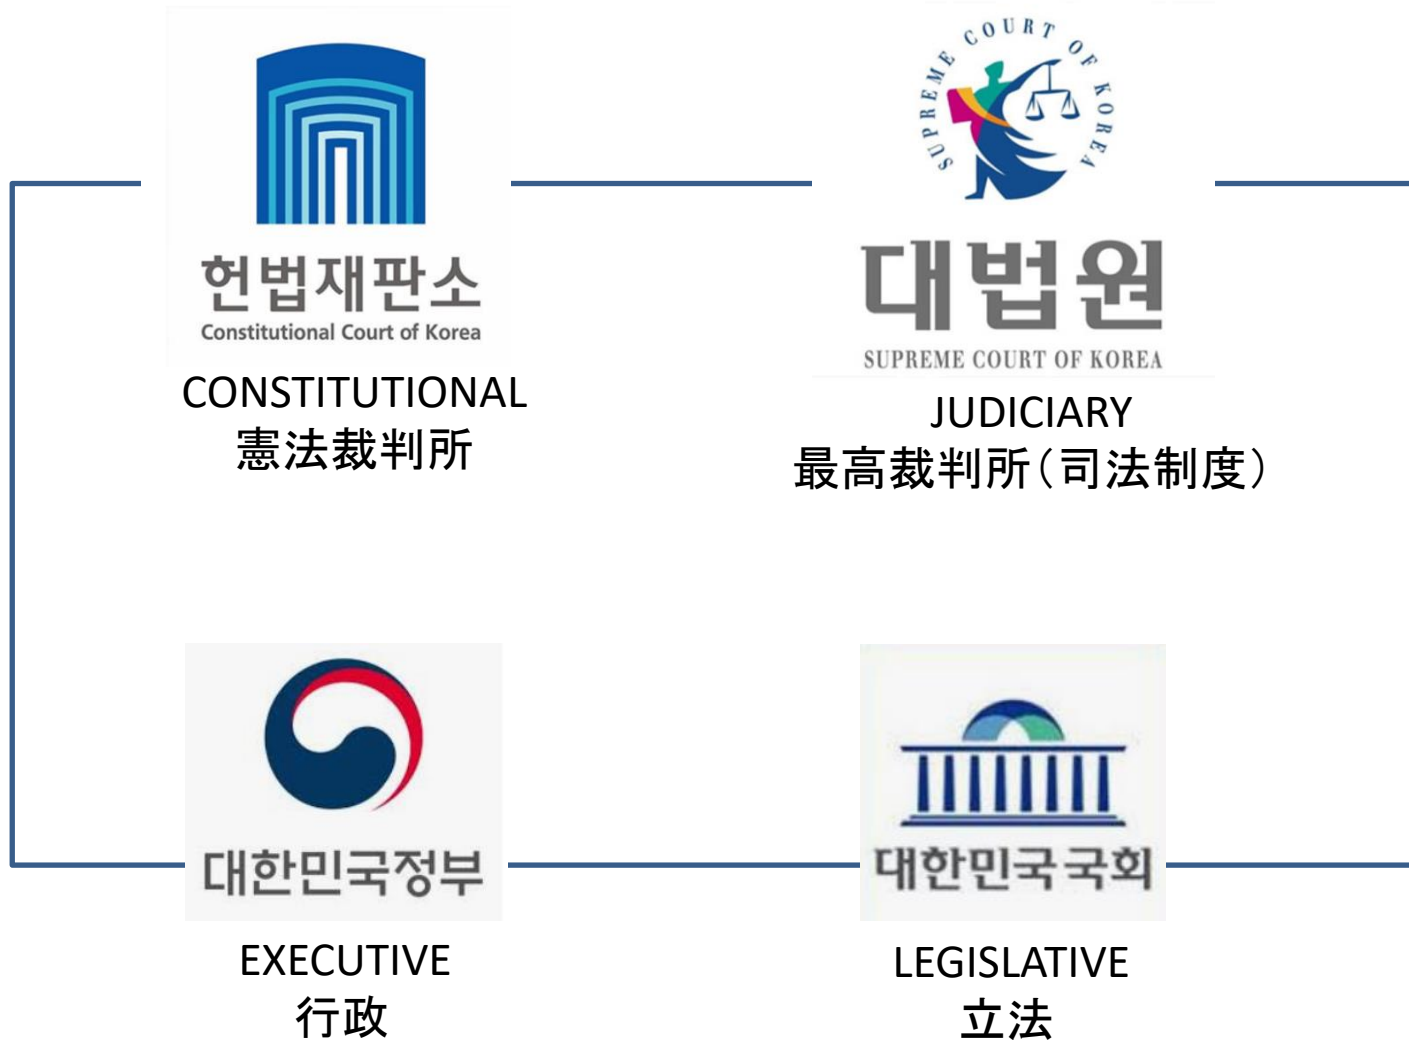 헌법재판소
Constitutional Court of Korea
CONSTITUTIONAL
憲法裁判所
SUPREME COURT OF KOREA
대법원
SUPREME COURT OF KOREA
JUDICIARY
最高裁判所(司法制度)
대한민국정부
EXECUTIVE
行政
대한민국국회
LEGISLATIVE
立法